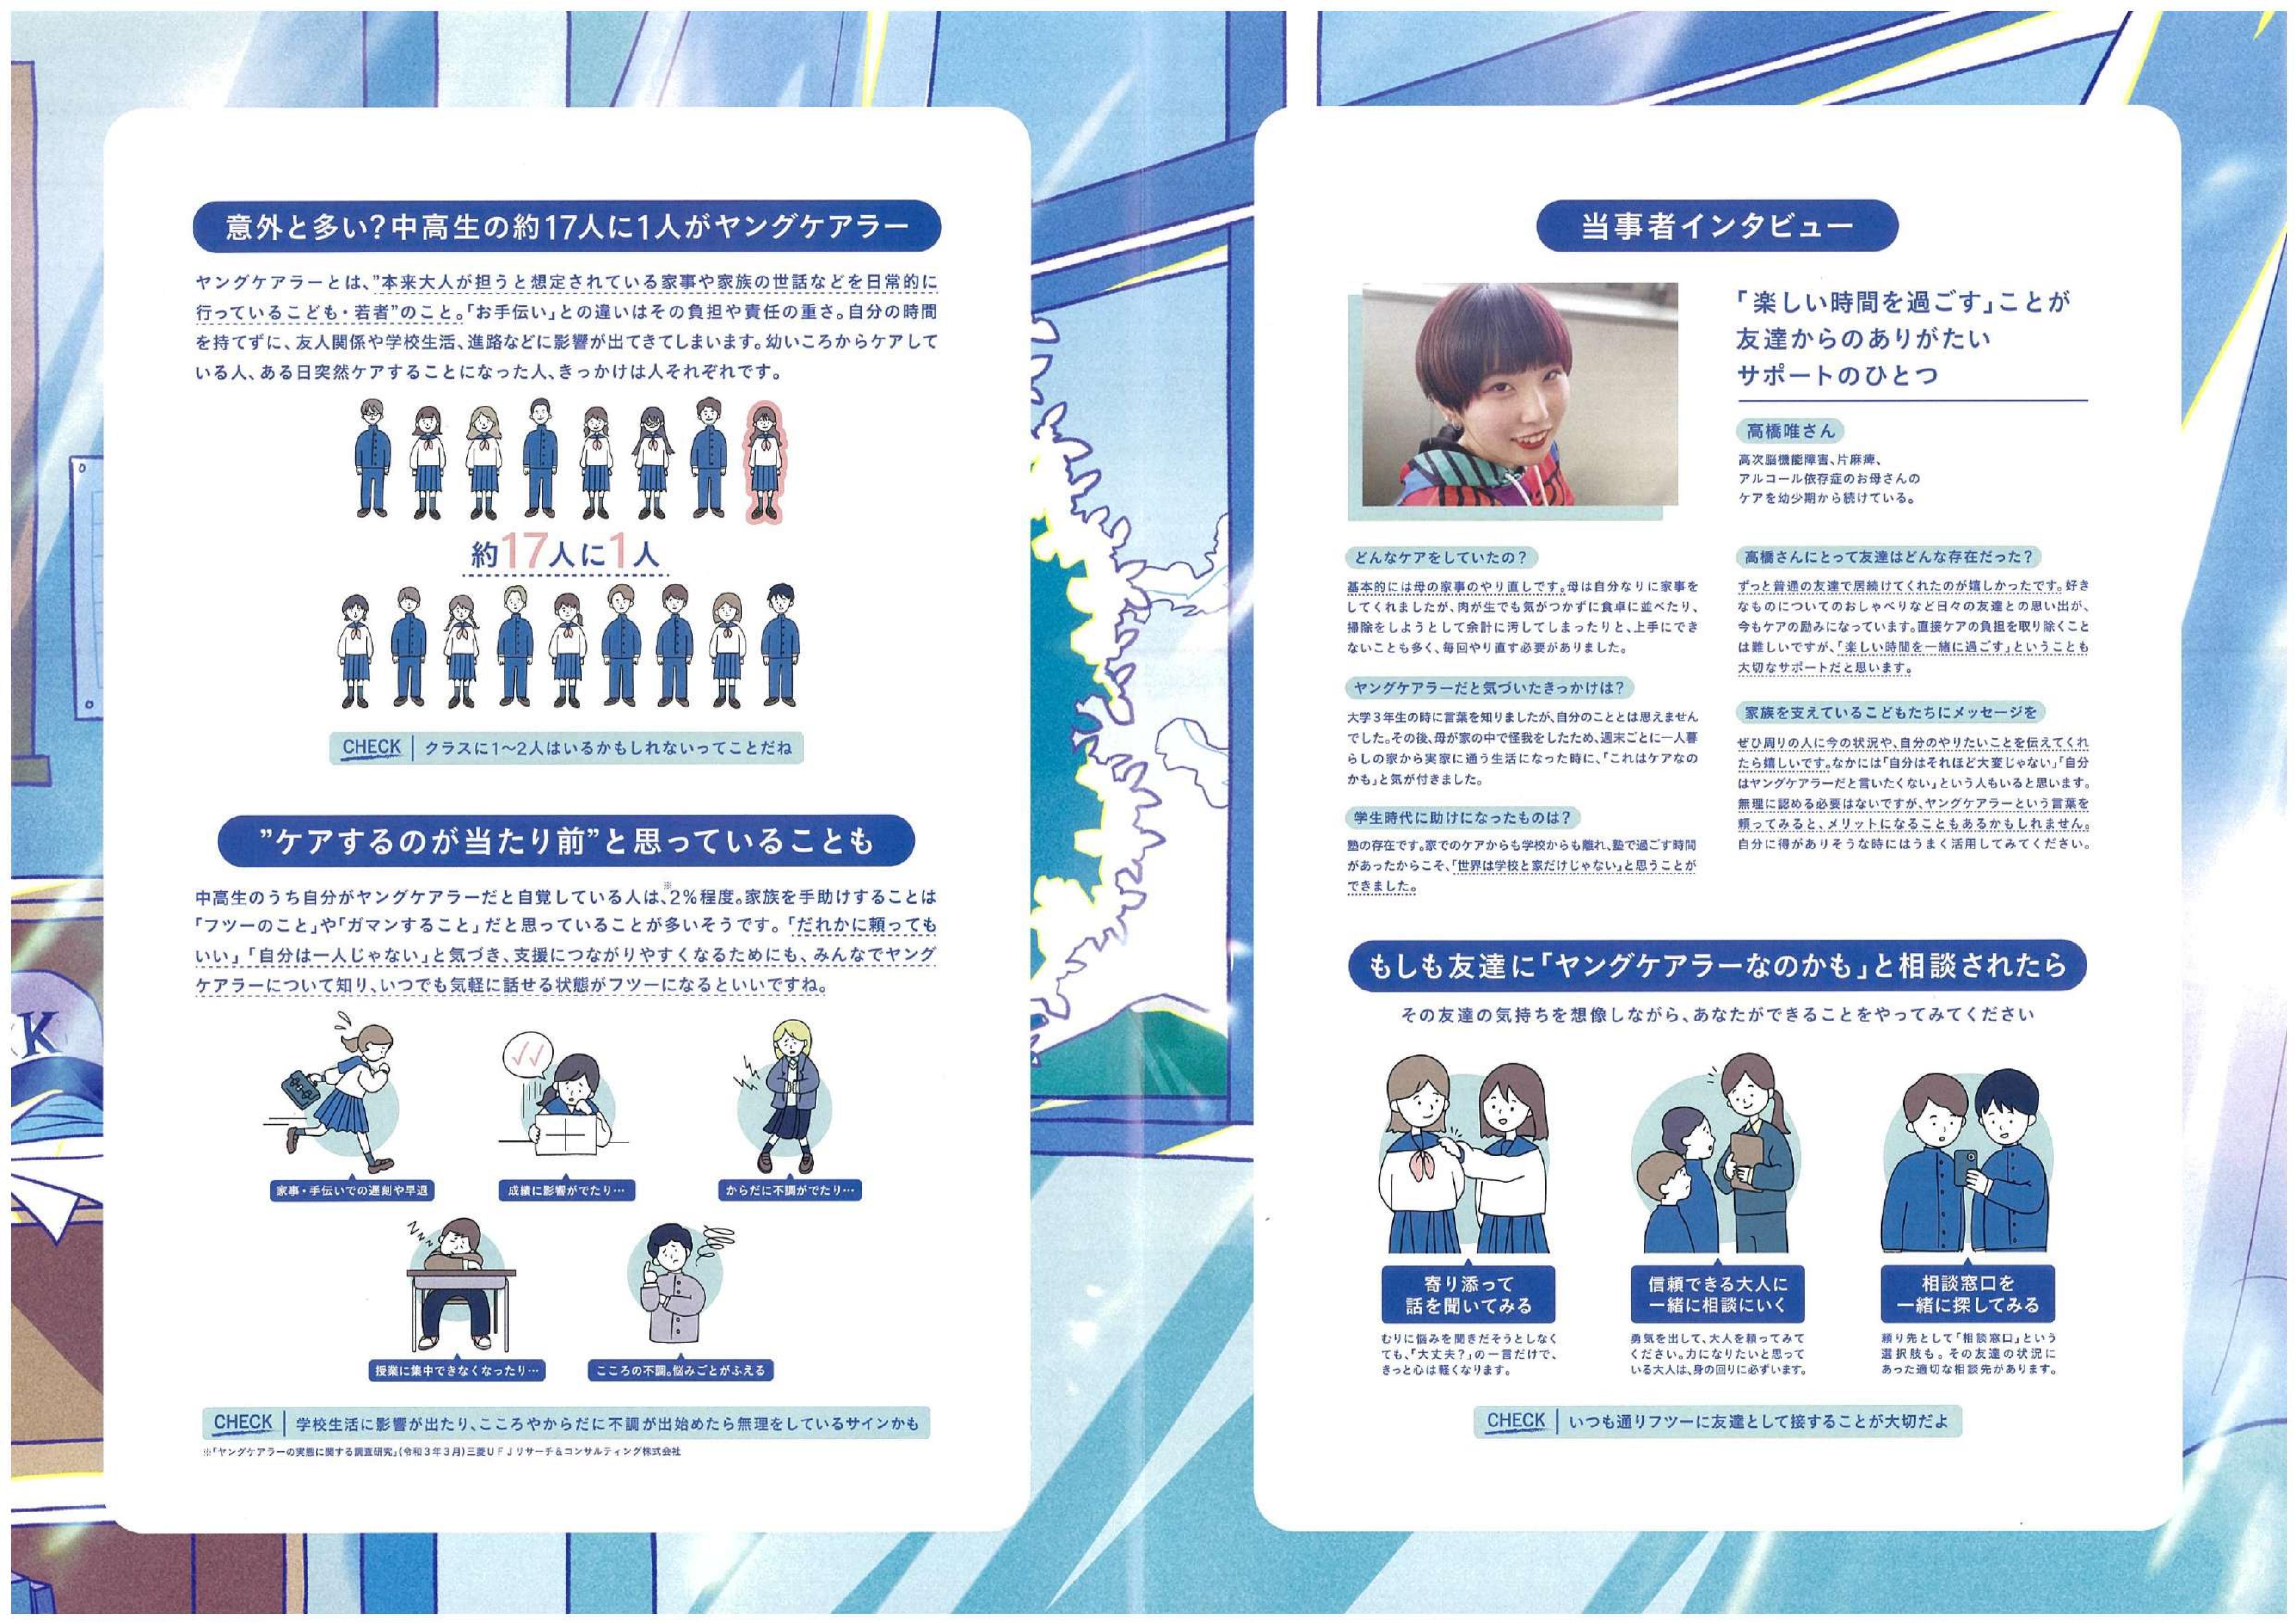 意外と多い?中高生の約17人に1人がヤングケアラー
ヤングケアラーとは、”本来大人が担うと想定されている家事や家族の世話などを日常的に
行っているこども・若者”のこと。「お手伝い」との違いはその負担や責任の重さ。自分の時間
を持てずに、友人関係や学校生活、進路などに影響が出てきてしまいます。幼いころからケアして
いる人、ある日突然ケアすることになった人、きっかけは人それぞれです。
約17人に1人
CHECK クラスに1〜2人はいるかもしれないってことだね
”ケアするのが当たり前”と思っていることも
中高生のうち自分がヤングケアラーだと自覚している人は、※2%程度。家族を手助けすることは
「フツーのこと」や「ガマンすること」だと思っていることが多いそうです。「だれかに頼っても
いい」「自分は一人じゃない」と気づき、支援につながりやすくなるためにも、みんなでヤング
ケアラーについて知り、いつでも気軽に話せる状態がフツーになるといいですね。
家事・手伝いでの遅刻や早退
成績に影響がでたり…
からだに不調がでたり…
授業に集中できなくなったり…
こころの不調。悩みごとがふえる
CHECK 学校生活に影響が出たり、こころやからだに不調が出始めたら無理をしているサインかも
※「ヤングケアラーの実態に関する調査研究」(令和3年3月)三菱UFJリサーチ&コンサルティング株式会社
K
当事者インタビュー
「楽しい時間を過ごす」ことが
友達からのありがたい
サポートのひとつ
高橋唯さん
高次脳機能障害、片麻痺、
アルコール依存症のお母さんの
ケアを幼少期から続けている。
どんなケアをしていたの?
基本的には母の家事のやり直しです。母は自分なりに家事を
してくれましたが、肉が生でも気がつかずに食卓に並べたり、
掃除をしようとして余計に汚してしまったりと、上手にでき
ないことも多く、毎回やり直す必要がありました。
ヤングケアラーだと気づいたきっかけは?
大学3年生の時に言葉を知りましたが、自分のこととは思えません
でした。その後、母が家の中で怪我をしたため、週末ごとに一人暮
らしの家から実家に通う生活になった時に、「これはケアなの
かも」と気が付きました。
学生時代に助けになったものは?
塾の存在です。家でのケアからも学校からも離れ、塾で過ごす時間
があったからこそ、「世界は学校と家だけじゃない」と思うことが
できました。
高橋さんにとって友達はどんな存在だった?
ずっと普通の友達で居続けてくれたのが嬉しかったです。好き
なものについてのおしゃべりなど日々の友達との思い出が、
今もケアの励みになっています。直接ケアの負担を取り除くこと
は難しいですが、「楽しい時間を一緒に過ごす」ということも
大切なサポートだと思います。
家族を支えているこどもたちにメッセージを
ぜひ周りの人に今の状況や、自分のやりたいことを伝えてくれ
たら嬉しいです。なかには「自分はそれほど大変じゃない」「自分
はヤングケアラーだと言いたくない」という人もいると思います。
無理に認める必要はないですが、ヤングケアラーという言葉を
頼ってみると、メリットになることもあるかもしれません。
自分に得がありそうな時にはうまく活用してみてください。
もしも友達に「ヤングケアラーなのかも」と相談されたら
その友達の気持ちを想像しながら、あなたができることをやってみてください
寄り添って
話を聞いてみる
むりに悩みを聞きだそうとしなく
ても、「大丈夫?」の一言だけで、
きっと心は軽くなります。
信頼できる大人に
一緒に相談にいく
勇気を出して、大人を頼ってみて
ください。力になりたいと思って
いる大人は、身の回りに必ずいます。
相談窓口を
一緒に探してみる
頼り先として「相談窓口」という
選択肢も。その友達の状況に
あった適切な相談先があります。
CHECK いつも通りフツーに友達として接することが大切だよ